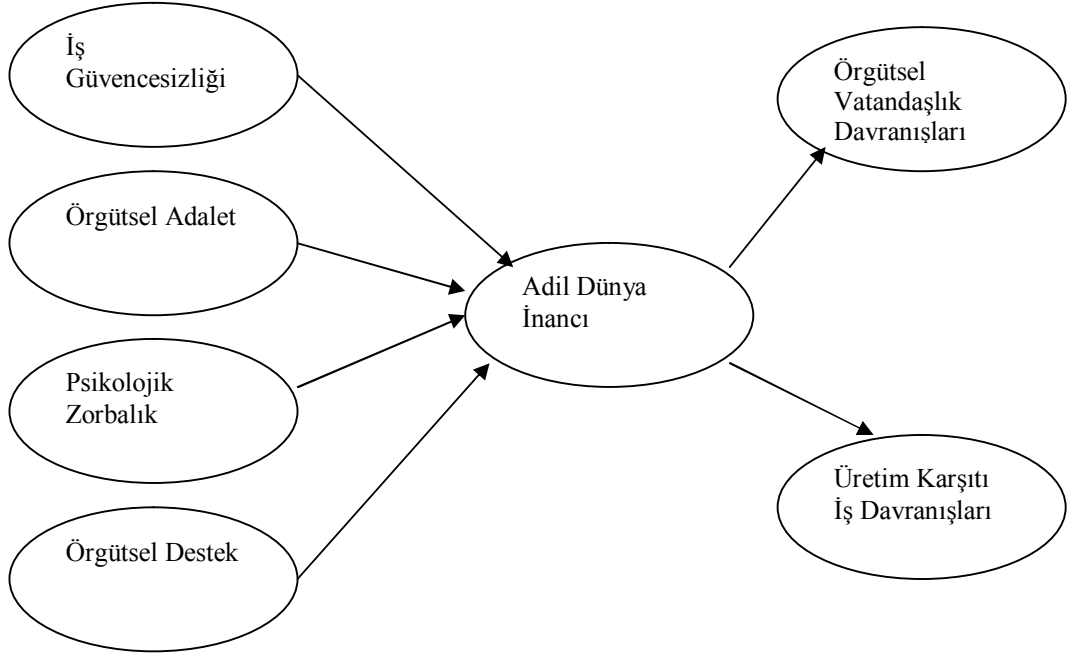 İş
Güvencesizliği
Örgütsel Adalet
Psikolojik
Zorbalık
Örgütsel Destek
Adil Dünya
İnancı
Örgütsel
Vatandaşlık
Davranışları
Üretim Karşıtı
İş Davranışları